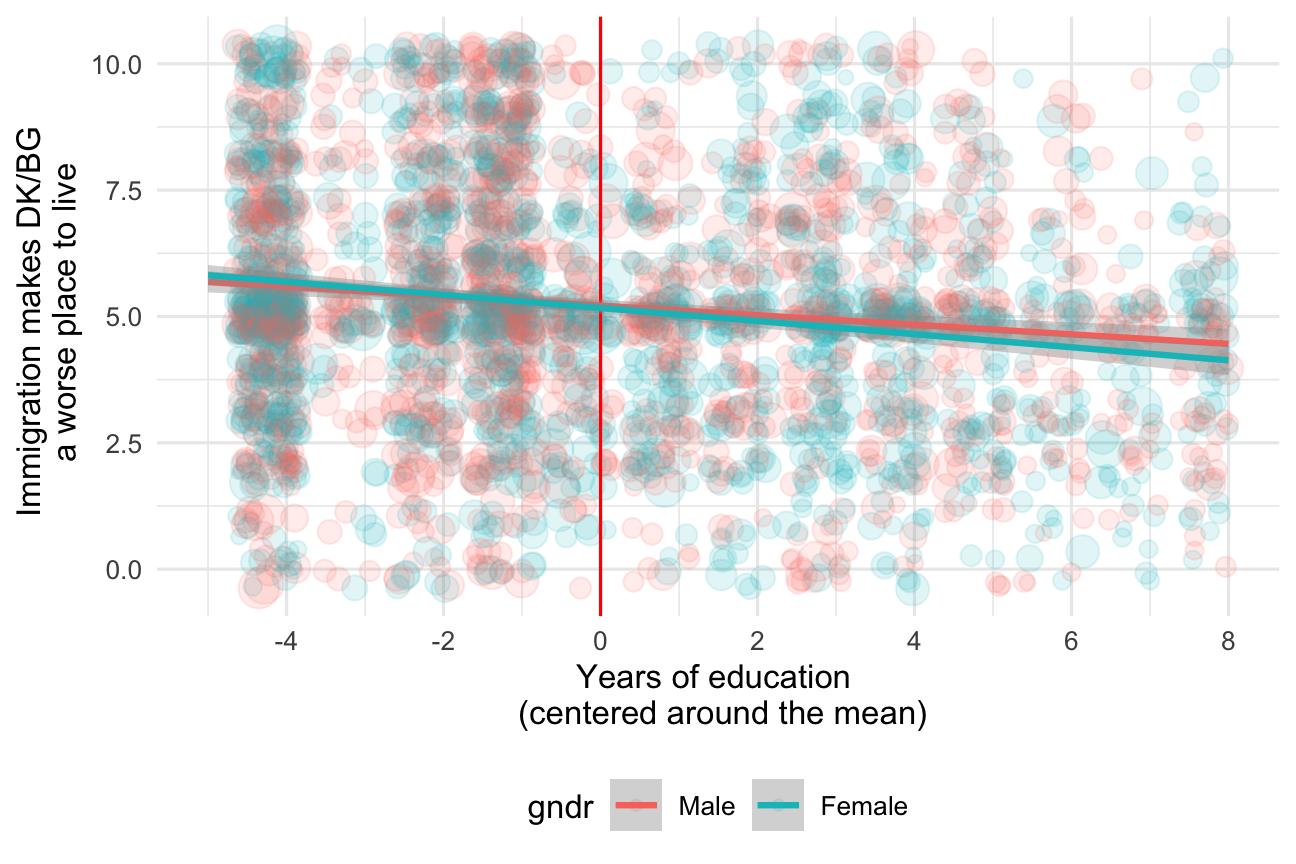 Immigration makes DK/BG
a worse place to live
10.0
7.5
5.0
2.5
0.0
-4 -2 0 2 4 6 8
Years of education
(centered around the mean)
gndr Male Female